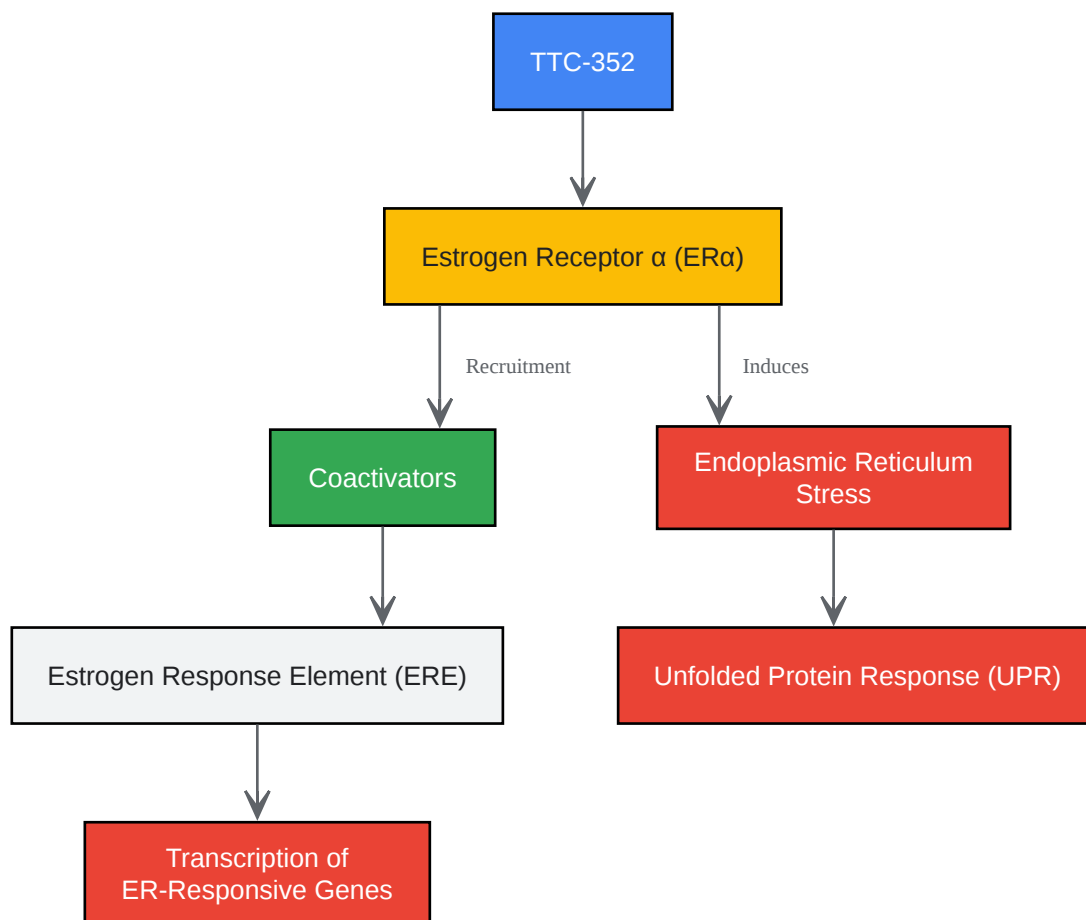 TTC-352
Estrogen Receptor α (ERα)
Recruitment
Induces
Coactivators
Endoplasmic Reticulum
Stress
Estrogen Response Element (ERE)
Unfolded Protein Response (UPR)
Transcription of
ER-Responsive Genes